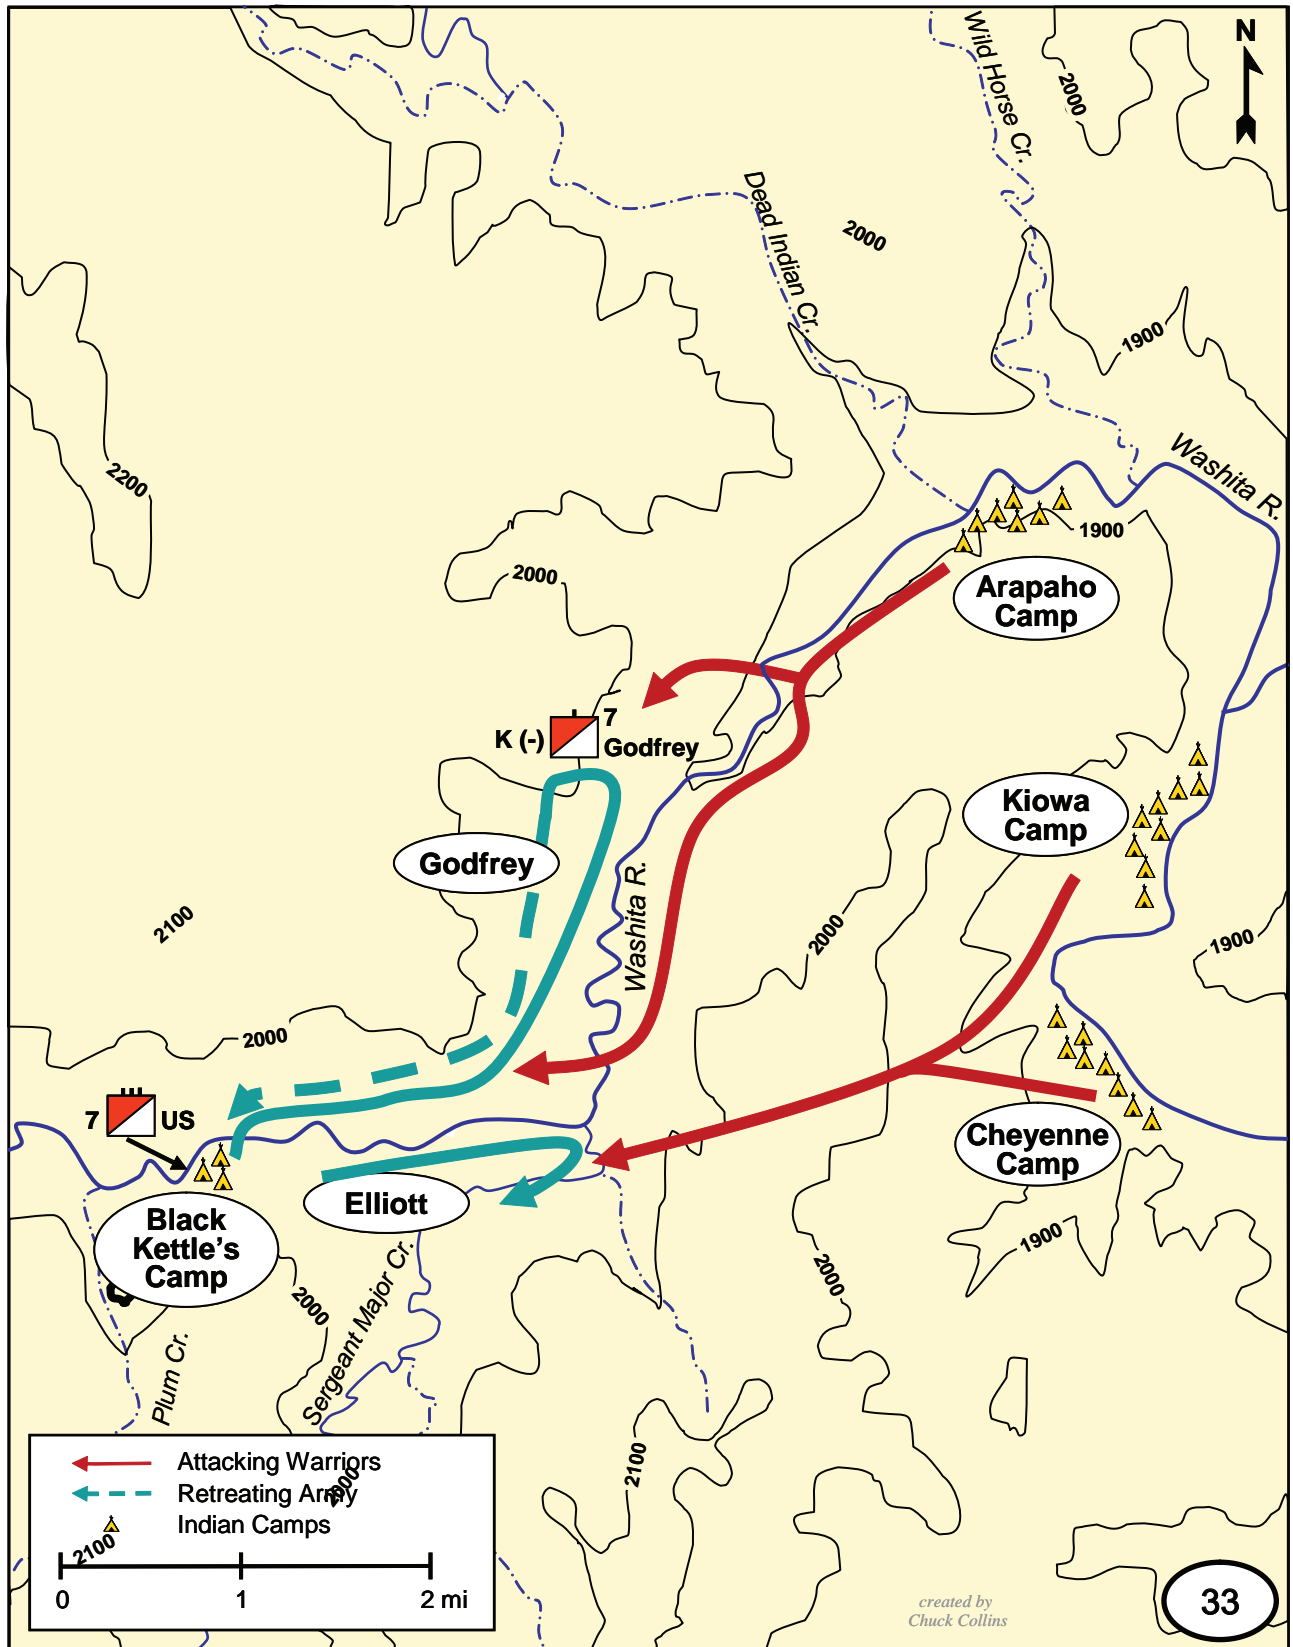 N
Wild Horse Cr.
2000
Dead Indian Cr.
2000
1900
Washita R.
2200
1900
2000
Arapaho
Camp
7
K (-)
Godfrey
Kiowa
Camp
Godfrey
Washita R.
2100
2000
1900
2000
7
US
Cheyenne
Camp
Elliott
Black
Kettle's
Camp
1900
2000
2000
Sergeant Major Cr.
Plum Cr.
2100
Attacking Warriors
2000
Retreating Army
Indian Camps
2100
0
1
2 mi
created by
Chuck Collins
33